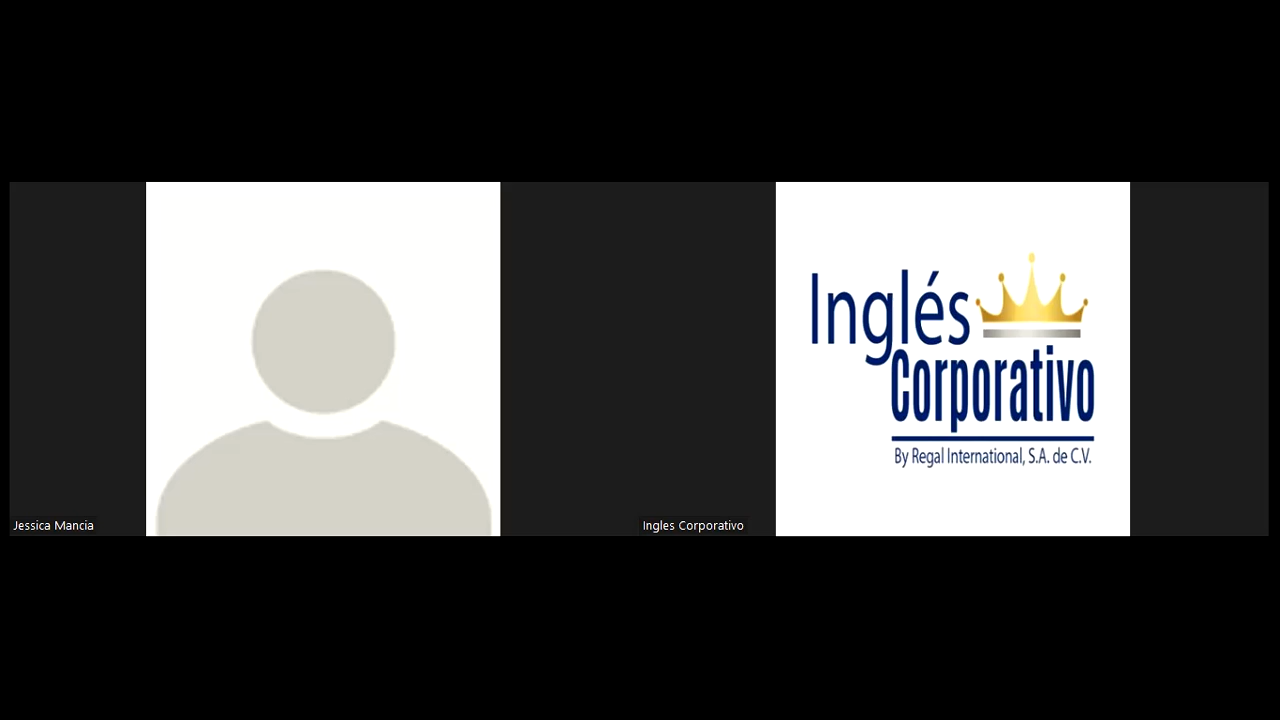 Inglés
Corporativo
By Regal International, S.A. de C.V.
Jessica Mancia
Ingles Corporativo